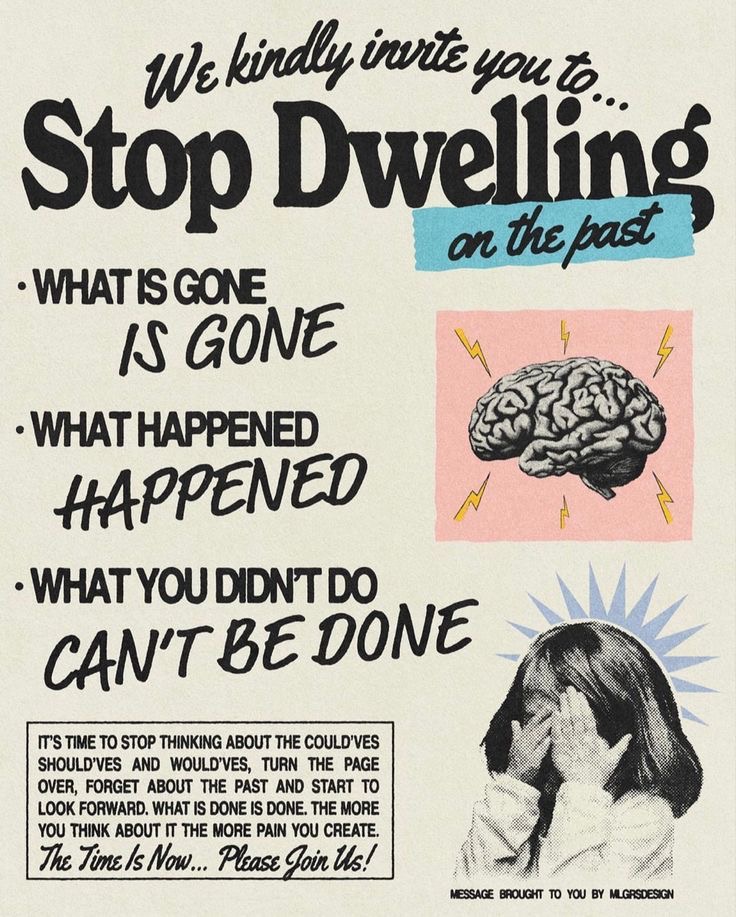 We kindly invite you to...
Stop Dwelling
on the past
• WHAT IS GONE
IS GONE
• WHAT HAPPENED
HAPPENED
• WHAT YOU DIDN'T DO
CAN'T BE DONE
IT'S TIME TO STOP THINKING ABOUT THE COULD'VES
SHOULD'VES AND WOULD'VES, TURN THE PAGE
OVER, FORGET ABOUT THE PAST AND START TO
LOOK FORWARD. WHAT IS DONE IS DONE. THE MORE
YOU THINK ABOUT IT THE MORE PAIN YOU CREATE.
The Time Is Now... Please Join Us!
MESSAGE BROUGHT TO YOU BY MLGRSDESIGN